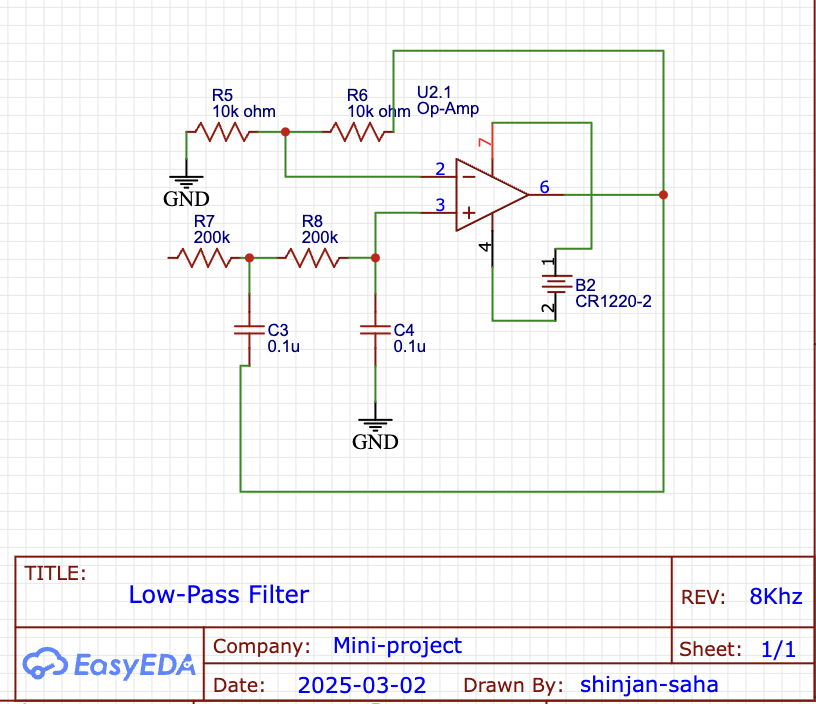 R5
10k ohm
R6
10k ohm
U2.1
Op-Amp
7
2
6
3
GND
R7
200k
R8
200k
4
1
B2
CR1220-2
2
C3
0.1u
C4
0.1u
GND
TITLE:
Low-Pass Filter
REV: 8Khz
EasyEDA
Company: Mini-project
Sheet: 1/1
Date: 2025-03-02 Drawn By: shinjan-saha